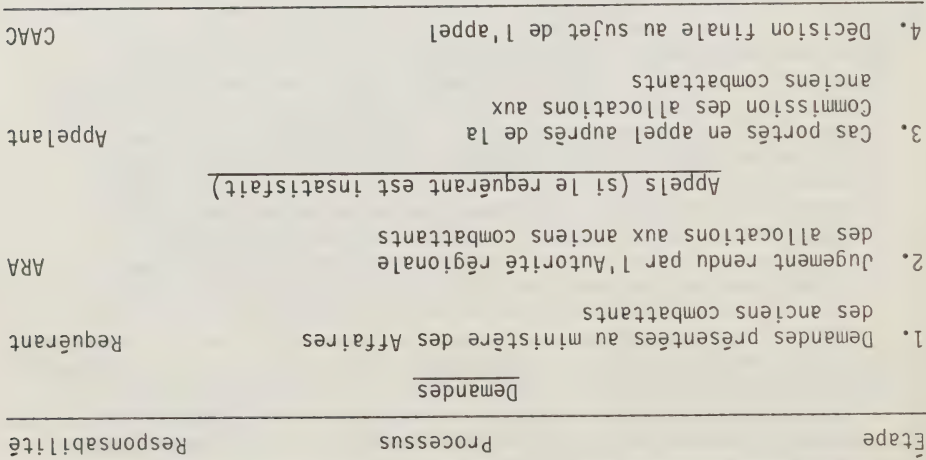 Étape Processus Responsabilité
Demandes
1. Demandes présentées au ministère des Affaires Requérant
des anciens combattants
2. Jugement rendu par l'Autorité régionale ARA
des allocations aux anciens combattants
Appels (si le requérant est insatisfait)
3. Cas portés en appel auprès de la Appelant
Commission des allocations aux
anciens combattants
4. Décision finale au sujet de l'appel CAAC